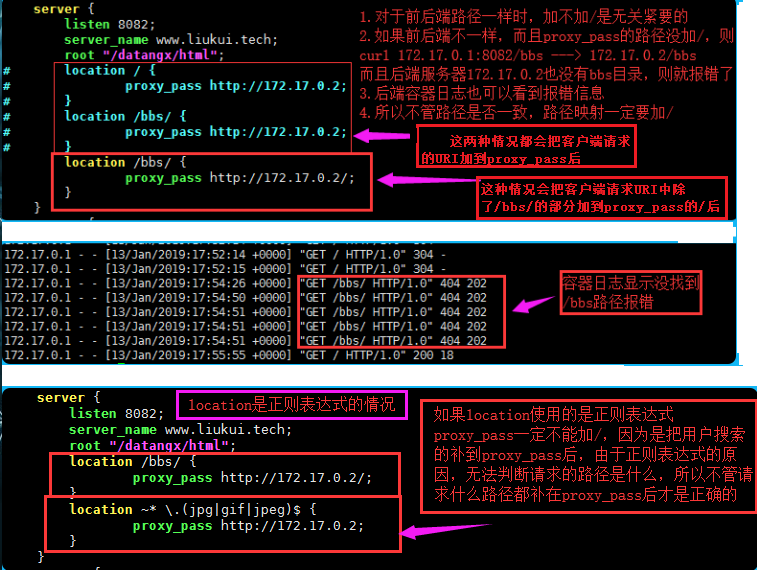 server {
listen 8082;
server_name www.liukui.tech;
root "/datangx/html";
# location / {
# proxy_pass http://172.17.0.2;
# }
# location /bbs/ {
# proxy_pass http://172.17.0.2;
# }
location /bbs/ {
proxy_pass http://172.17.0.2/;
}
}
1.对于前后端路径一样时，加不加/是无关紧要的
2.如果前后端不一样，而且proxy_pass的路径没加/，则
curl 172.17.0.1:8082/bbs ---> 172.17.0.2/bbs
而且后端服务器172.17.0.2也没有bbs目录，则就报错了
3.后端容器日志也可以看到报错信息
4.所以不管路径是否一致，路径映射一定要加/
这两种情况都会把客户端请求
的URI加到proxy_pass后
这种情况会把客户端请求URI中除
了/bbs/的部分加到proxy_pass的/后
172.17.0.1 - - [13/Jan/2019:17:52:14 +0000] "GET / HTTP/1.0" 304 -
172.17.0.1 - - [13/Jan/2019:17:52:15 +0000] "GET / HTTP/1.0" 304 -
172.17.0.1 - - [13/Jan/2019:17:54:26 +0000] "GET /bbs/ HTTP/1.0" 404 202
172.17.0.1 - - [13/Jan/2019:17:54:50 +0000] "GET /bbs/ HTTP/1.0" 404 202
172.17.0.1 - - [13/Jan/2019:17:54:51 +0000] "GET /bbs/ HTTP/1.0" 404 202
172.17.0.1 - - [13/Jan/2019:17:54:51 +0000] "GET /bbs/ HTTP/1.0" 404 202
172.17.0.1 - - [13/Jan/2019:17:54:51 +0000] "GET /bbs/ HTTP/1.0" 404 202
172.17.0.1 - - [13/Jan/2019:17:55:55 +0000] "GET / HTTP/1.0" 200 18
容器日志显示没找到
/bbs路径报错
server {
listen 8082;
server_name www.liukui.tech;
root "/datangx/html";
location /bbs/ {
proxy_pass http://172.17.0.2/;
}
location ~* \.(jpg|gif|jpeg)$ {
proxy_pass http://172.17.0.2;
}
}
location是正则表达式的情况
如果location使用的是正则表达式
proxy_pass一定不能加/，因为是把用户搜索
的补到proxy_pass后，由于正则表达式的原
因，无法判断请求的路径是什么，所以不管请
求什么路径都补在proxy_pass后才是正确的